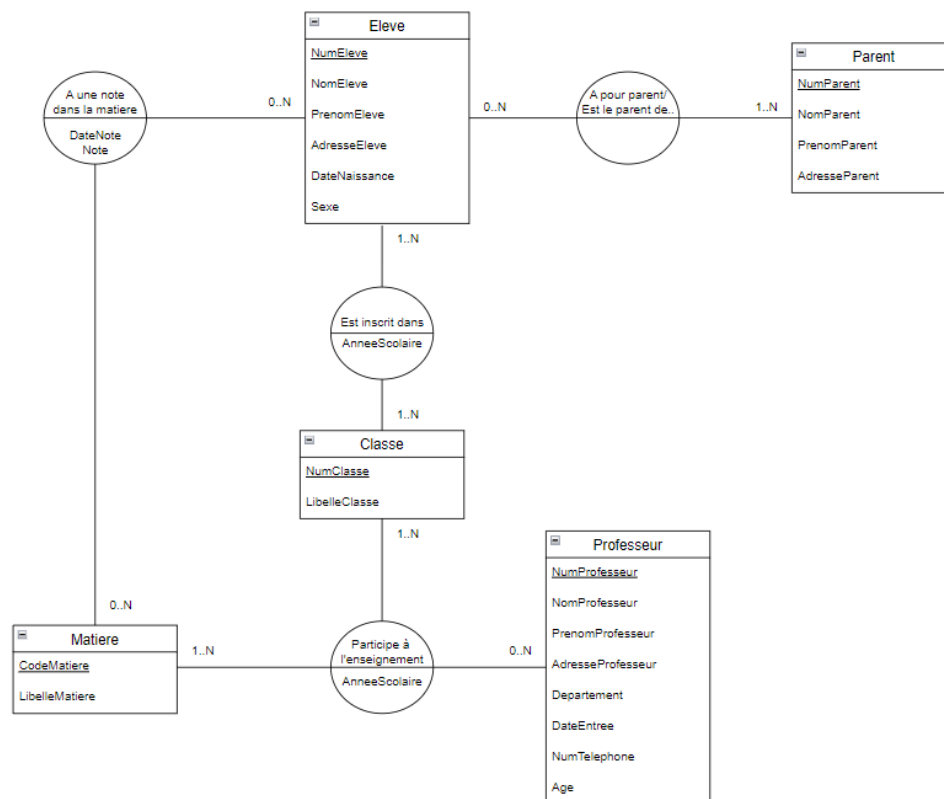 Eleve
NumEleve
NomEleve
PrenomEleve
AdresseEleve
DateNaissance
Sexe
A une note
dans la matiere
DateNote
Note
0..N
0..N
A pour parent/
Est le parent de..
1..N
Parent
NumParent
NomParent
PrenomParent
AdresseParent
1..N
Est inscrit dans
AnneeScolaire
1..N
Classe
NumClasse
LibelleClasse
1..N
Professeur
NumProfesseur
NomProfesseur
PrenomProfesseur
AdresseProfesseur
Departement
DateEntree
NumTelephone
Age
0..N
Matiere
CodeMatiere
LibelleMatiere
1..N
Participe à
l'enseignement
AnneeScolaire
0..N